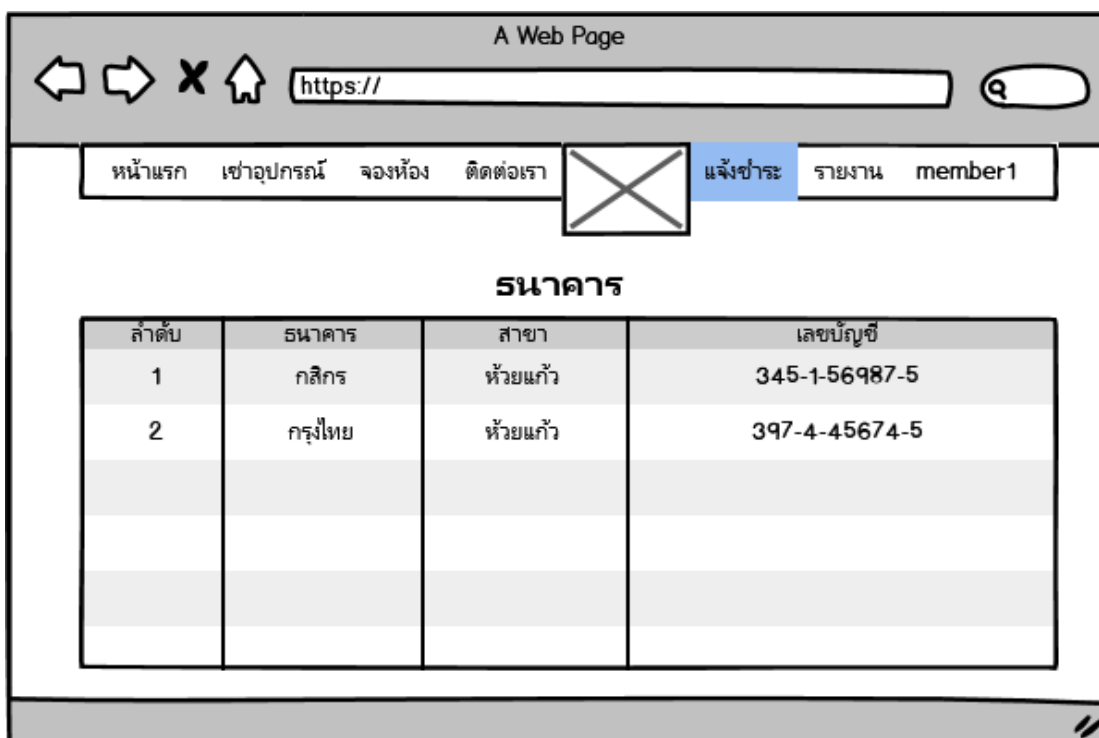 A Web Page
https://
หน้าแรก เช่าอุปกรณ์ จองห้อง ติดต่อเรา แจ้งชำระ รายงาน member1
ธนาคาร
ลำดับ ธนาคาร สาขา เลขบัญชี
1 กสิกร ห้วยแก้ว 345-1-56987-5
2 กรุงไทย ห้วยแก้ว 397-4-45674-5